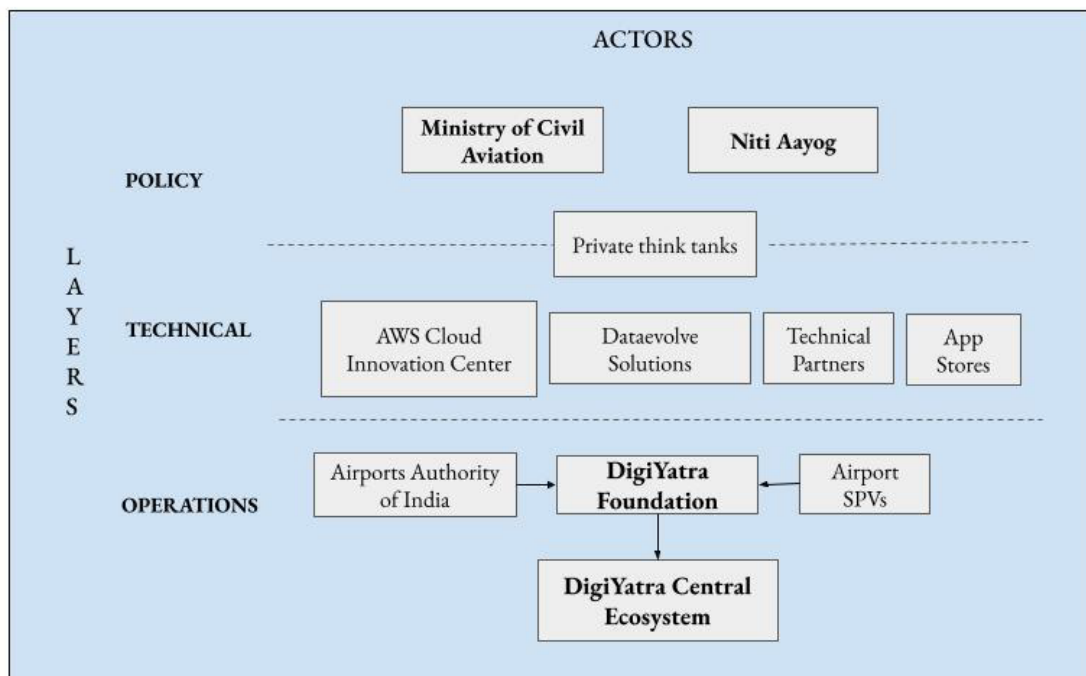 ACTORS
Ministry of Civil
Aviation
Niti Aayog
POLICY
Private think tanks
LAYERS
TECHNICAL
AWS Cloud
Innovation Center
Dataevolve
Solutions
Technical
Partners
App
Stores
OPERATIONS
Airports Authority
of India
DigiYatra
Foundation
Airport
SPVs
DigiYatra Central
Ecosystem